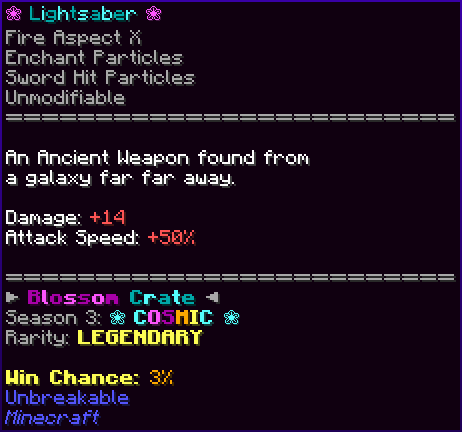 ❀ Lightsaber ❀
Fire Aspect X
Enchant Particles
Sword Hit Particles
Unmodifiable
============================
An Ancient Weapon found from
a galaxy far far away.
Damage: +14
Attack Speed: +50%
============================
► Blossom Crate ◄
Season 3: ❀ COSMIC ❀
Rarity: LEGENDARY
Win Chance: 3%
Unbreakable
Minecraft